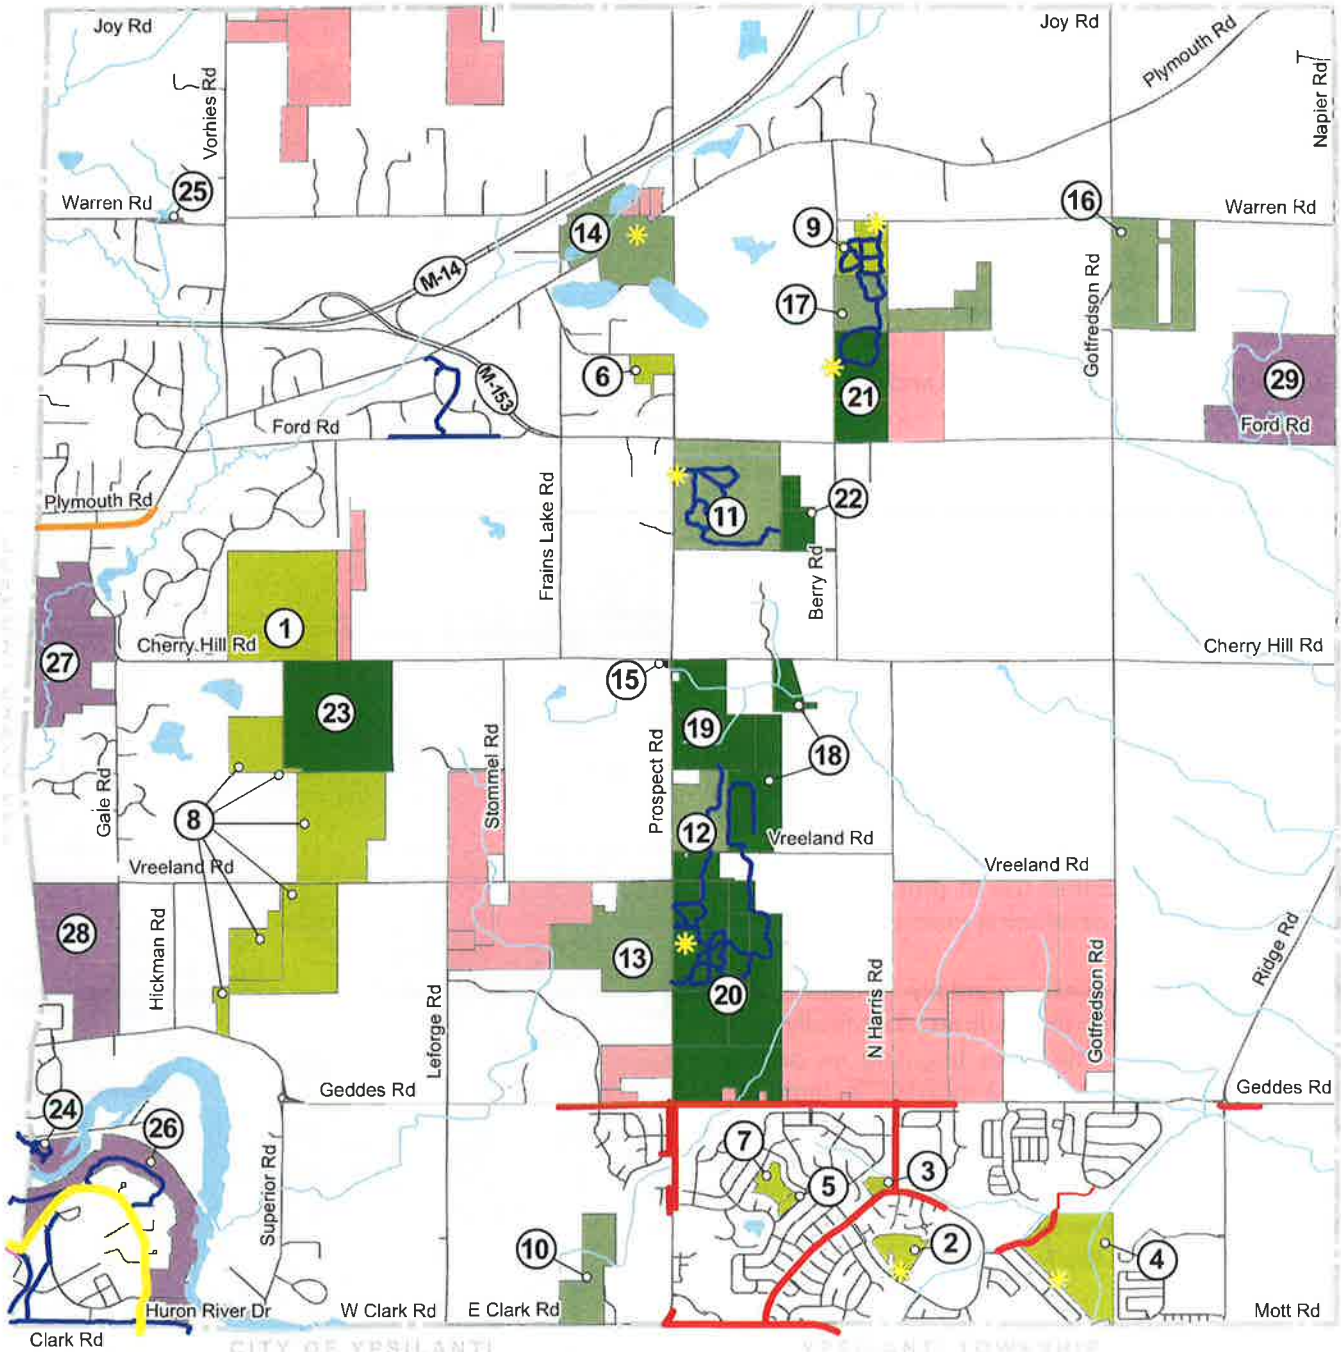 Joy Rd
Joy Rd
Plymouth Rd
Napier Rd
Vorhies Rd
25
Warren Rd
16
Warren Rd
14
9
M-14
17
Gotfredson Rd
6
M-153
21
29
Ford Rd
Ford Rd
Plymouth Rd
Frains Lake Rd
11
22
Berry Rd
1
Cherry Hill Rd
Cherry Hill Rd
27
15
23
19
18
Gale Rd
Stommel Rd
Prospect Rd
8
12
Vreeland Rd
Vreeland Rd
Vreeland Rd
28
Hickman Rd
13
20
Leforge Rd
N Harris Rd
Gotfredson Rd
Ridge Rd
Geddes Rd
Geddes Rd
24
26
7
5
3
Superior Rd
10
2
4
Huron River Dr
W Clark Rd
E Clark Rd
Mott Rd
Clark Rd
CITY OF YPSILANTI
YPSILANTI TOWNSHIP